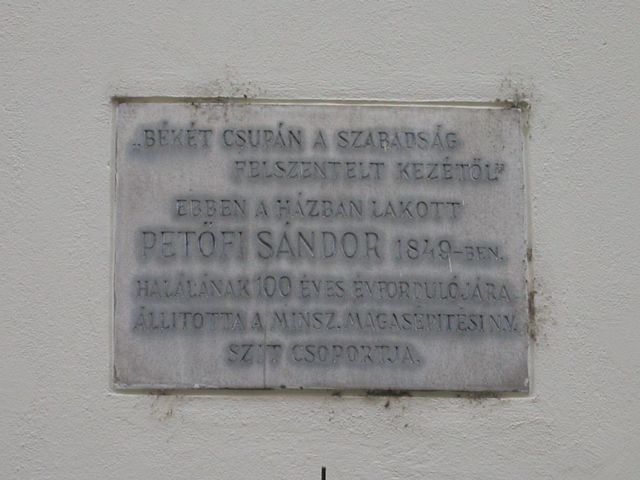 „BÉKÉT CSUPÁN A SZABADSÁG
FELSZENTELT KEZÉTŐL"
EBBEN A HÁZBAN LAKOTT
PETŐFI SÁNDOR 1849-BEN.
HALÁLÁNAK 100 ÉVES ÉVFORDULÓJÁRA
ÁLLITOTTA A MINSZ. MAGASÉPITÉSI N.V.
SZIT CSOPORTJA.